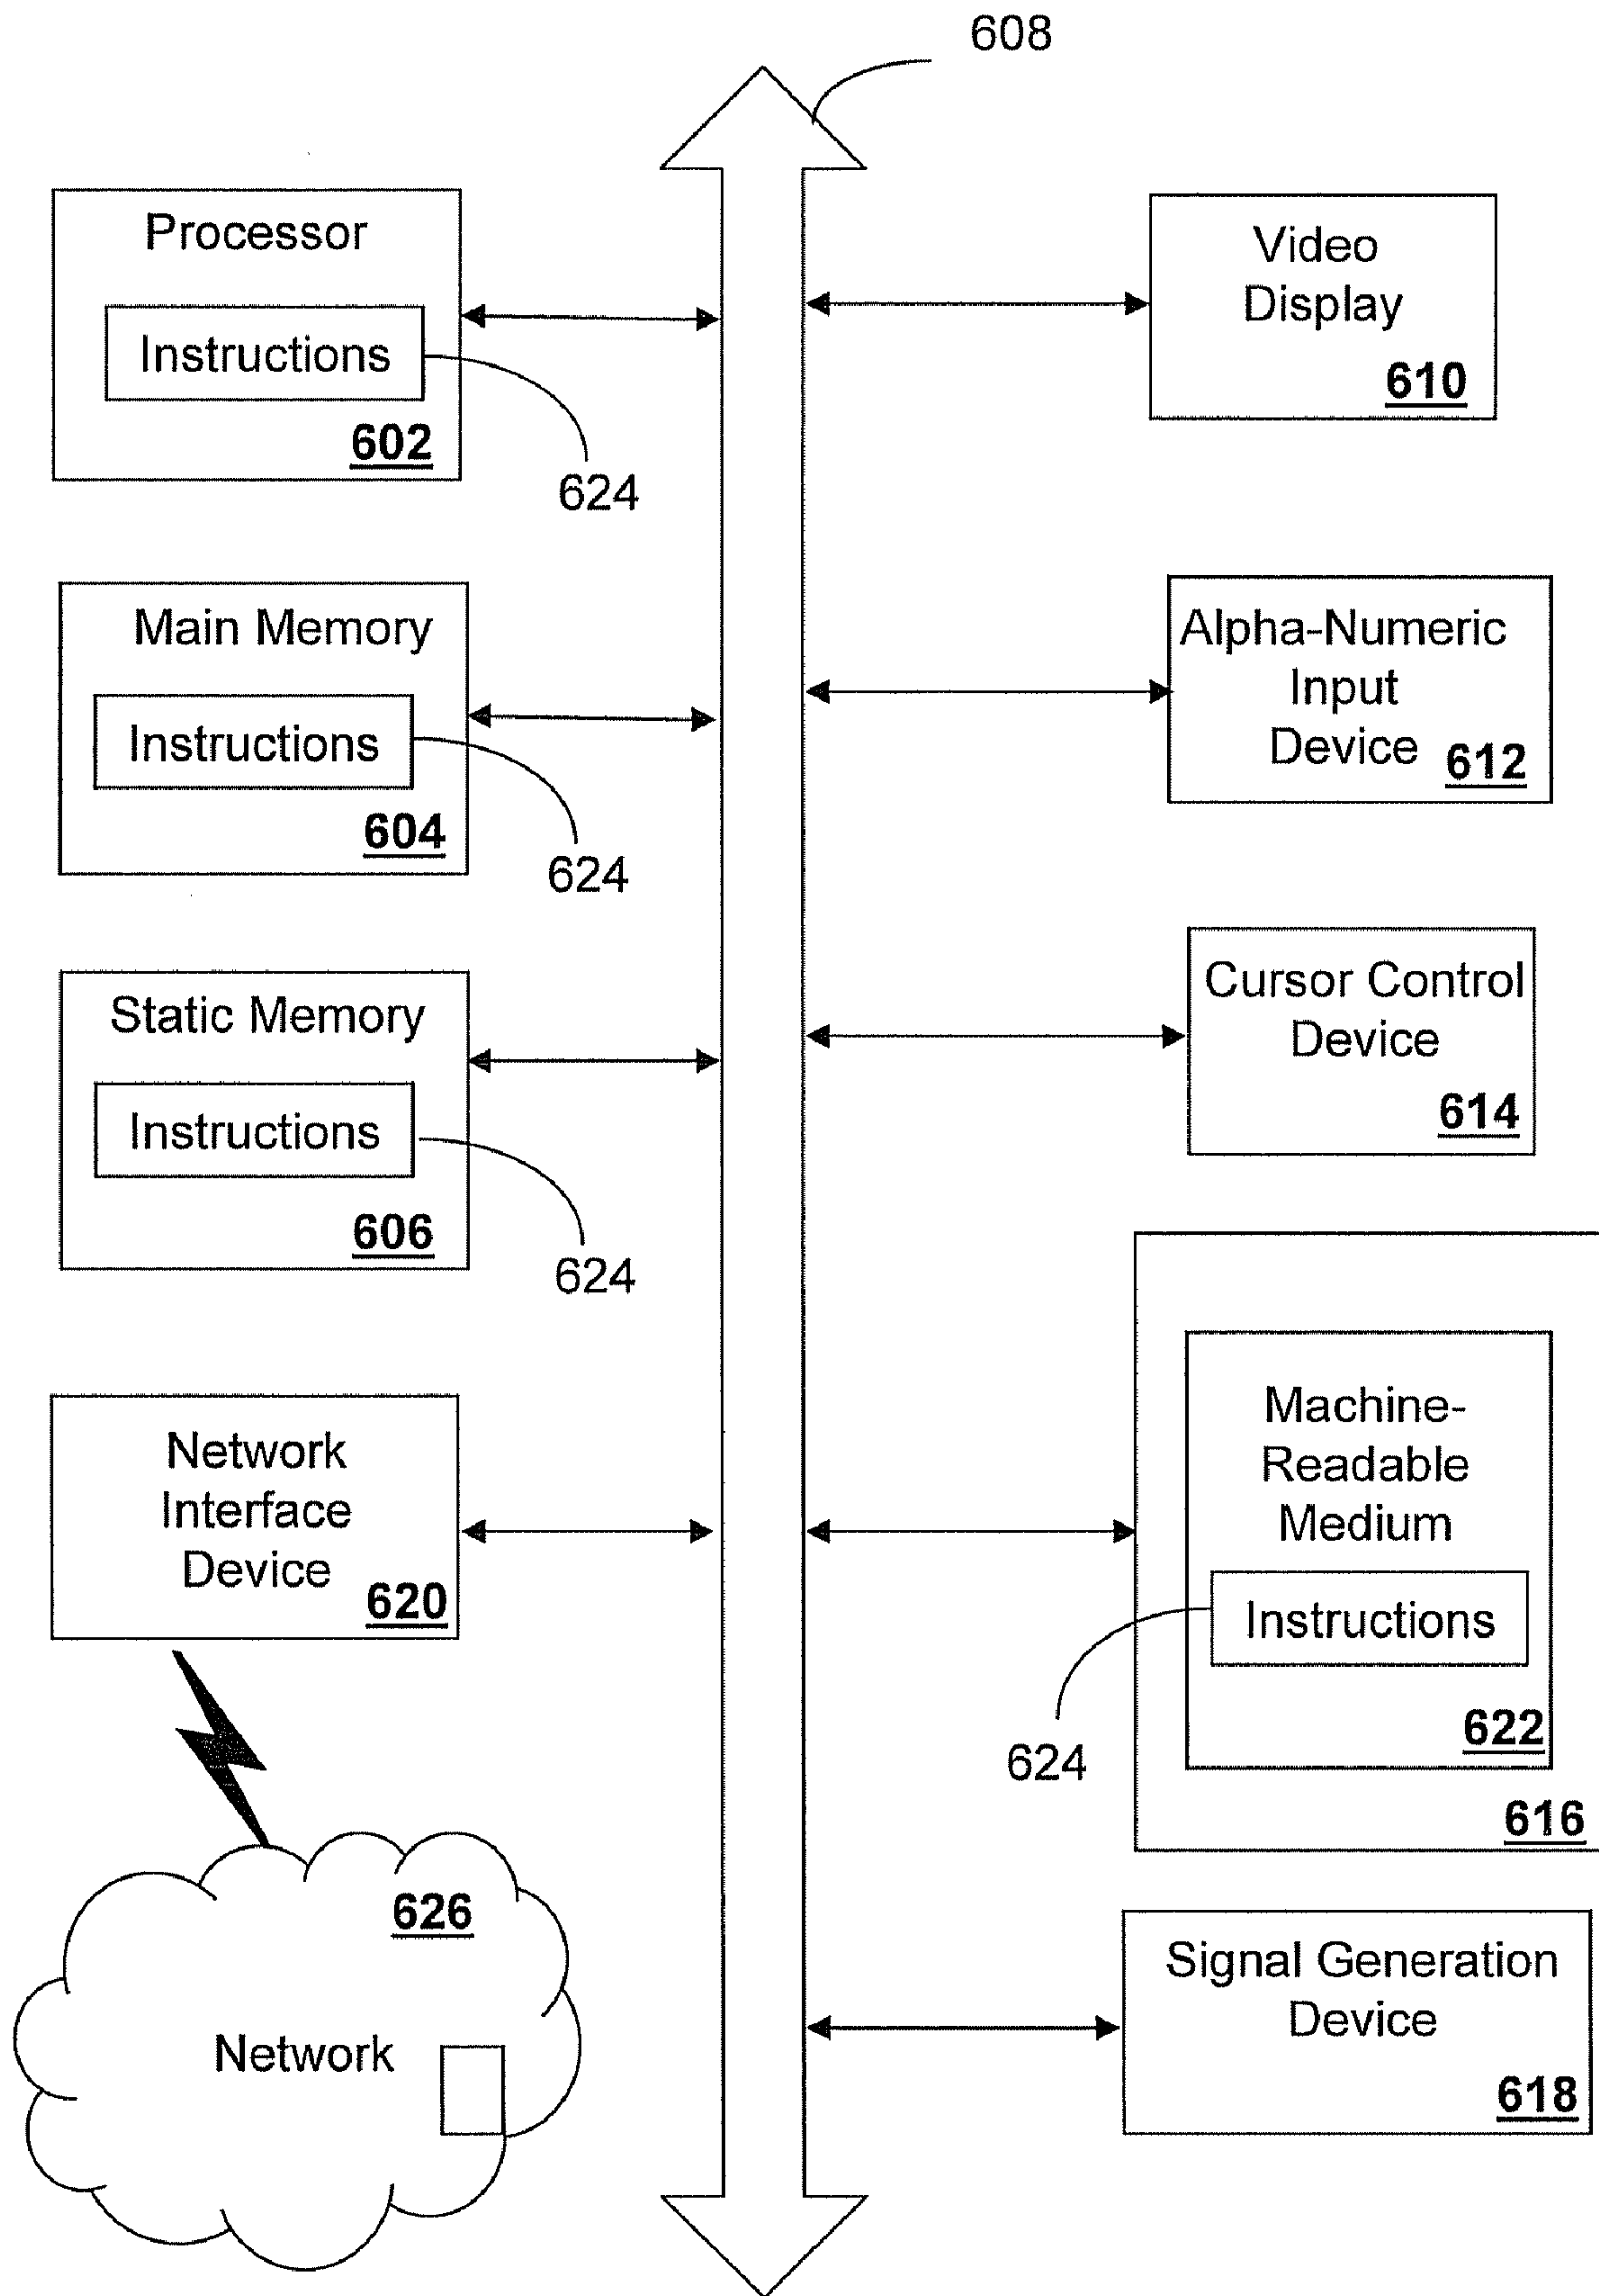 608
Processor
Instructions
602
624
Main Memory
Instructions
604
624
Static Memory
Instructions
606
624
Network
Interface
Device
620
626
Network
Video
Display
610
Alpha-Numeric
Input
Device
612
Cursor Control
Device
614
Machine-
Readable
Medium
Instructions
622
624
616
Signal Generation
Device
618